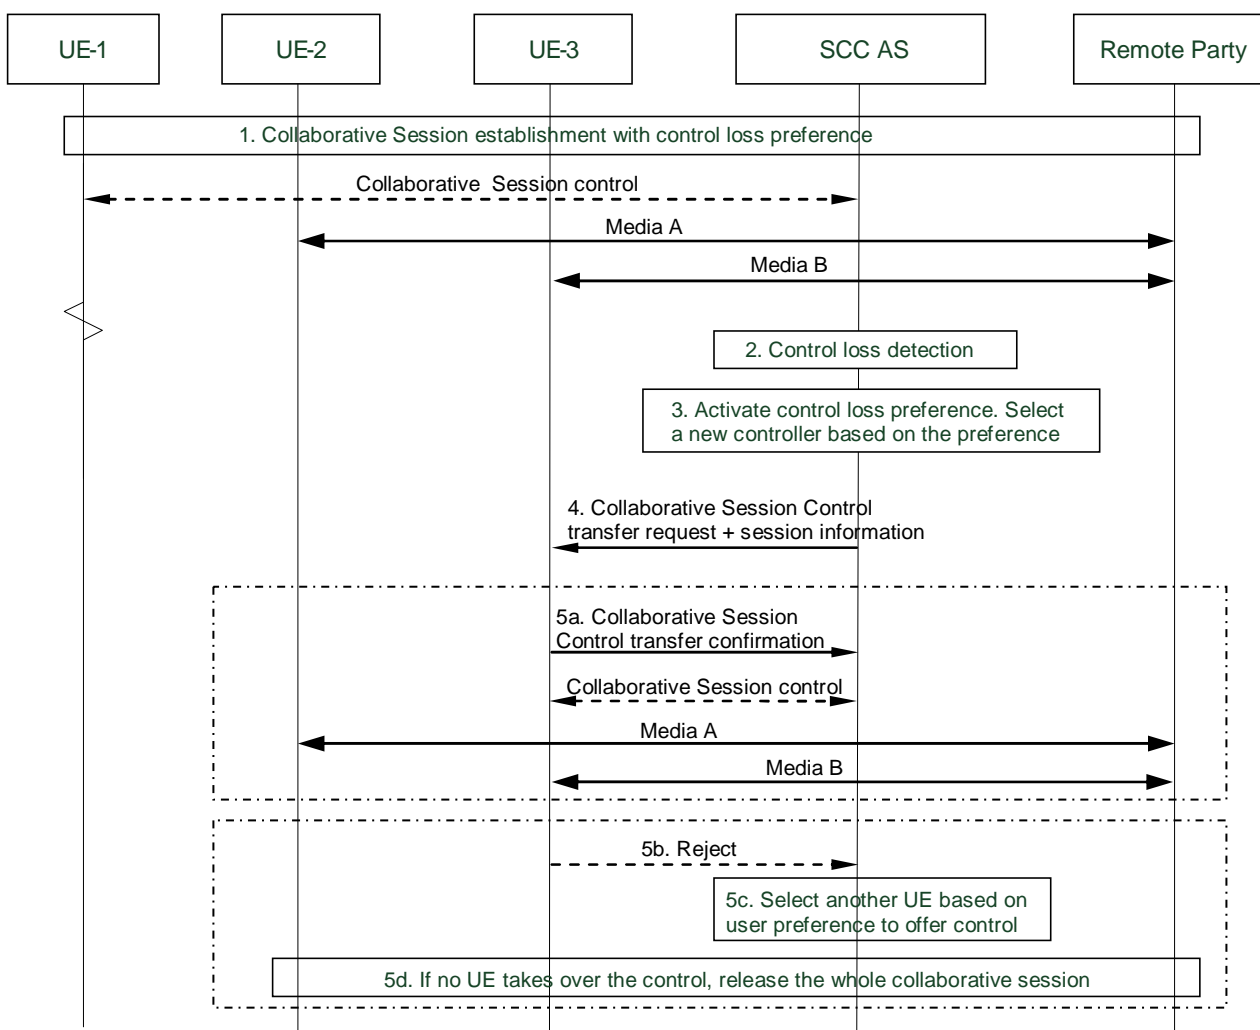 UE-1
UE-2
UE-3
SCC AS
Remote Party
1. Collaborative Session establishment with control loss preference
Collaborative Session control
Media A
Media B
2. Control loss detection
3. Activate control loss preference. Select
a new controller based on the preference
4. Collaborative Session Control
transfer request + session information
5a. Collaborative Session
Control transfer confirmation
Collaborative Session control
Media A
Media B
5b. Reject
5c. Select another UE based on
user preference to offer control
5d. If no UE takes over the control, release the whole collaborative session